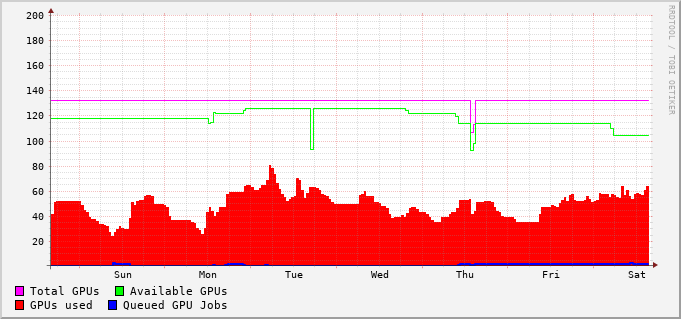 200
180
160
140
120
100
80
60
40
20
Sun Mon Tue Wed Thu Fri Sat
Total GPUs Available GPUs
GPUs used Queued GPU Jobs
RRDTOOL / TOBI OETIKER